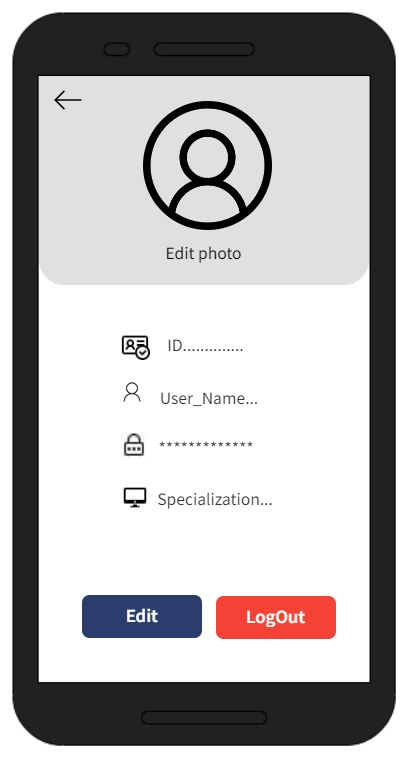 Edit photo
ID..............
User_Name...
*************
Specialization...
Edit
LogOut